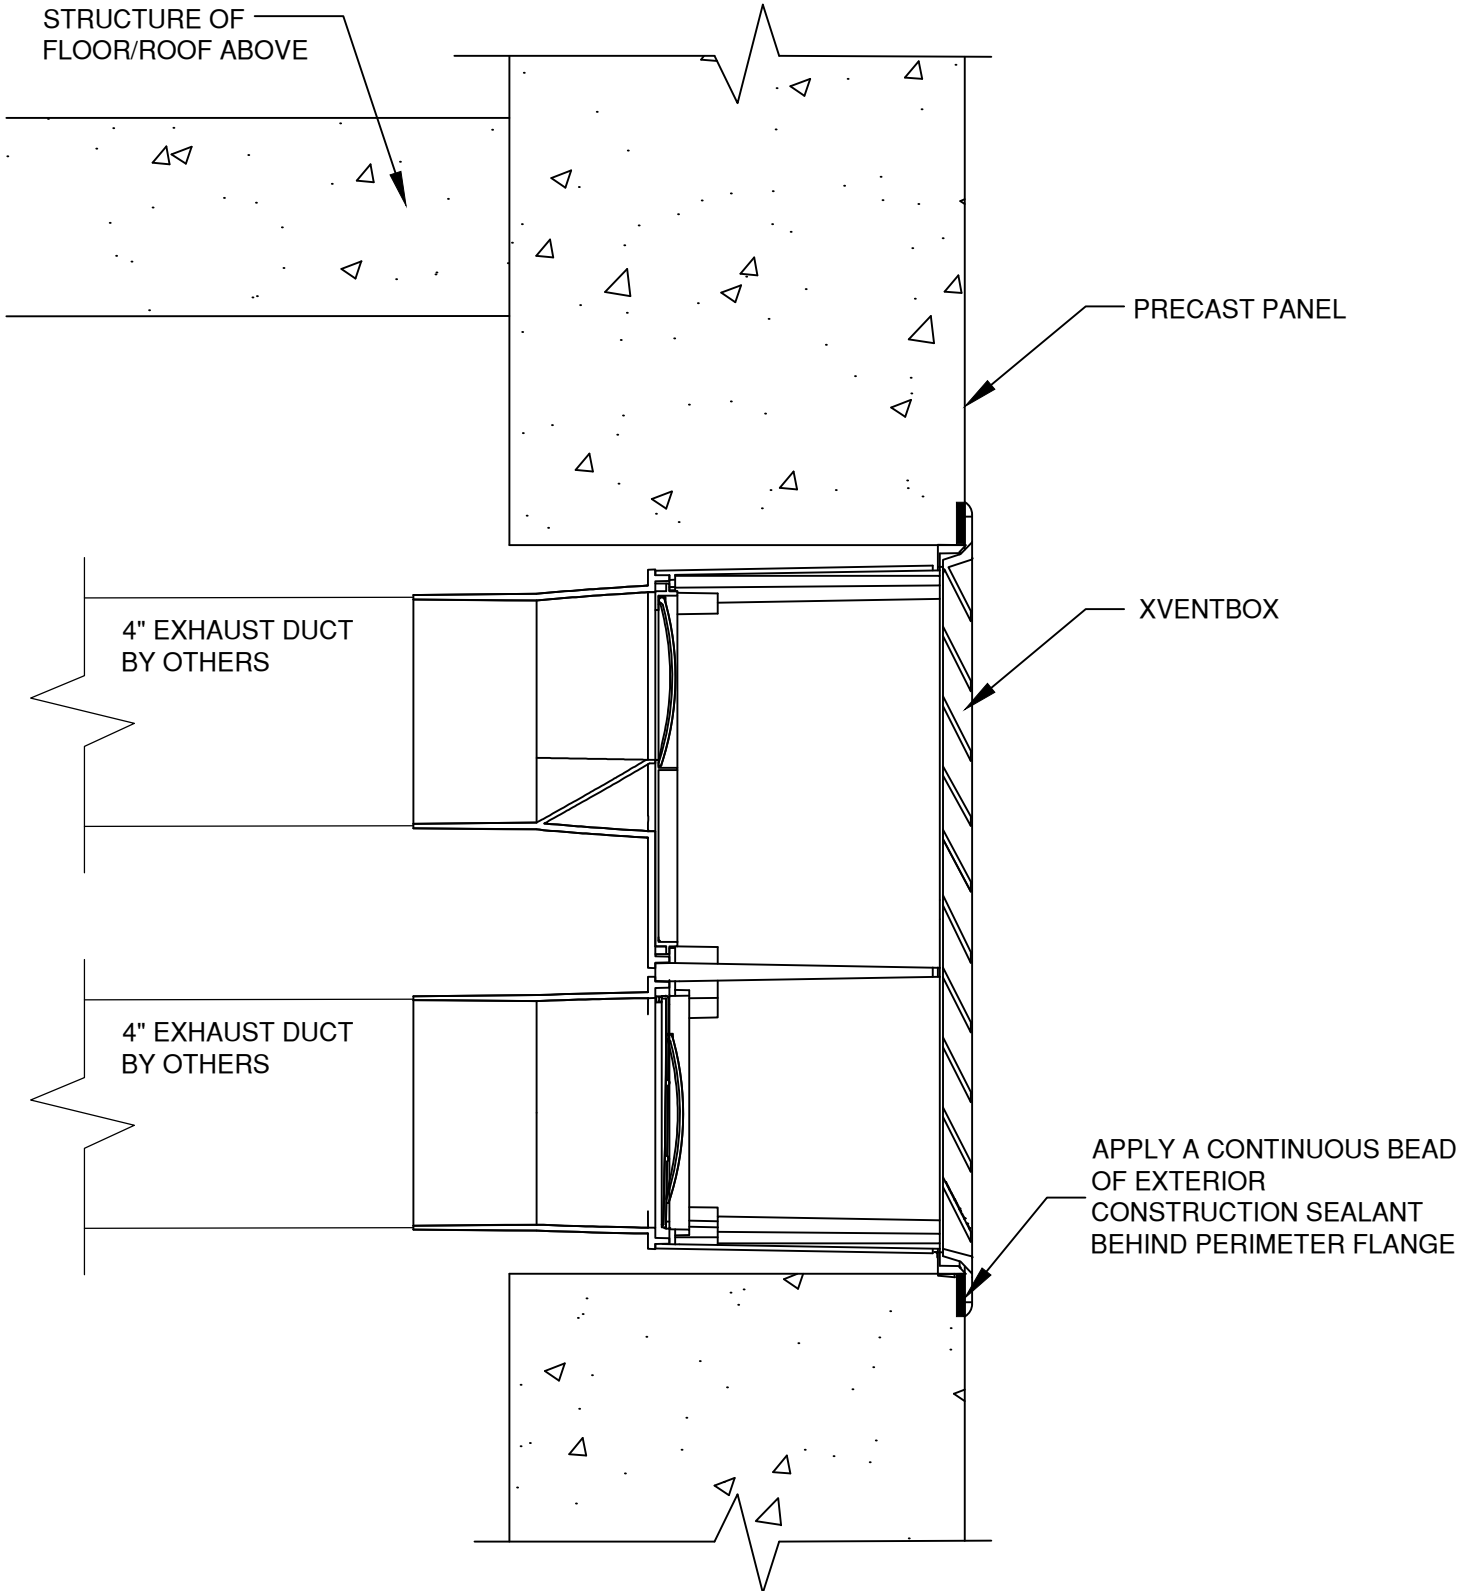 STRUCTURE OF
FLOOR/ROOF ABOVE
PRECAST PANEL
XVENTBOX
4" EXHAUST DUCT
BY OTHERS
4" EXHAUST DUCT
BY OTHERS
APPLY A CONTINUOUS BEAD
OF EXTERIOR
CONSTRUCTION SEALANT
BEHIND PERIMETER FLANGE